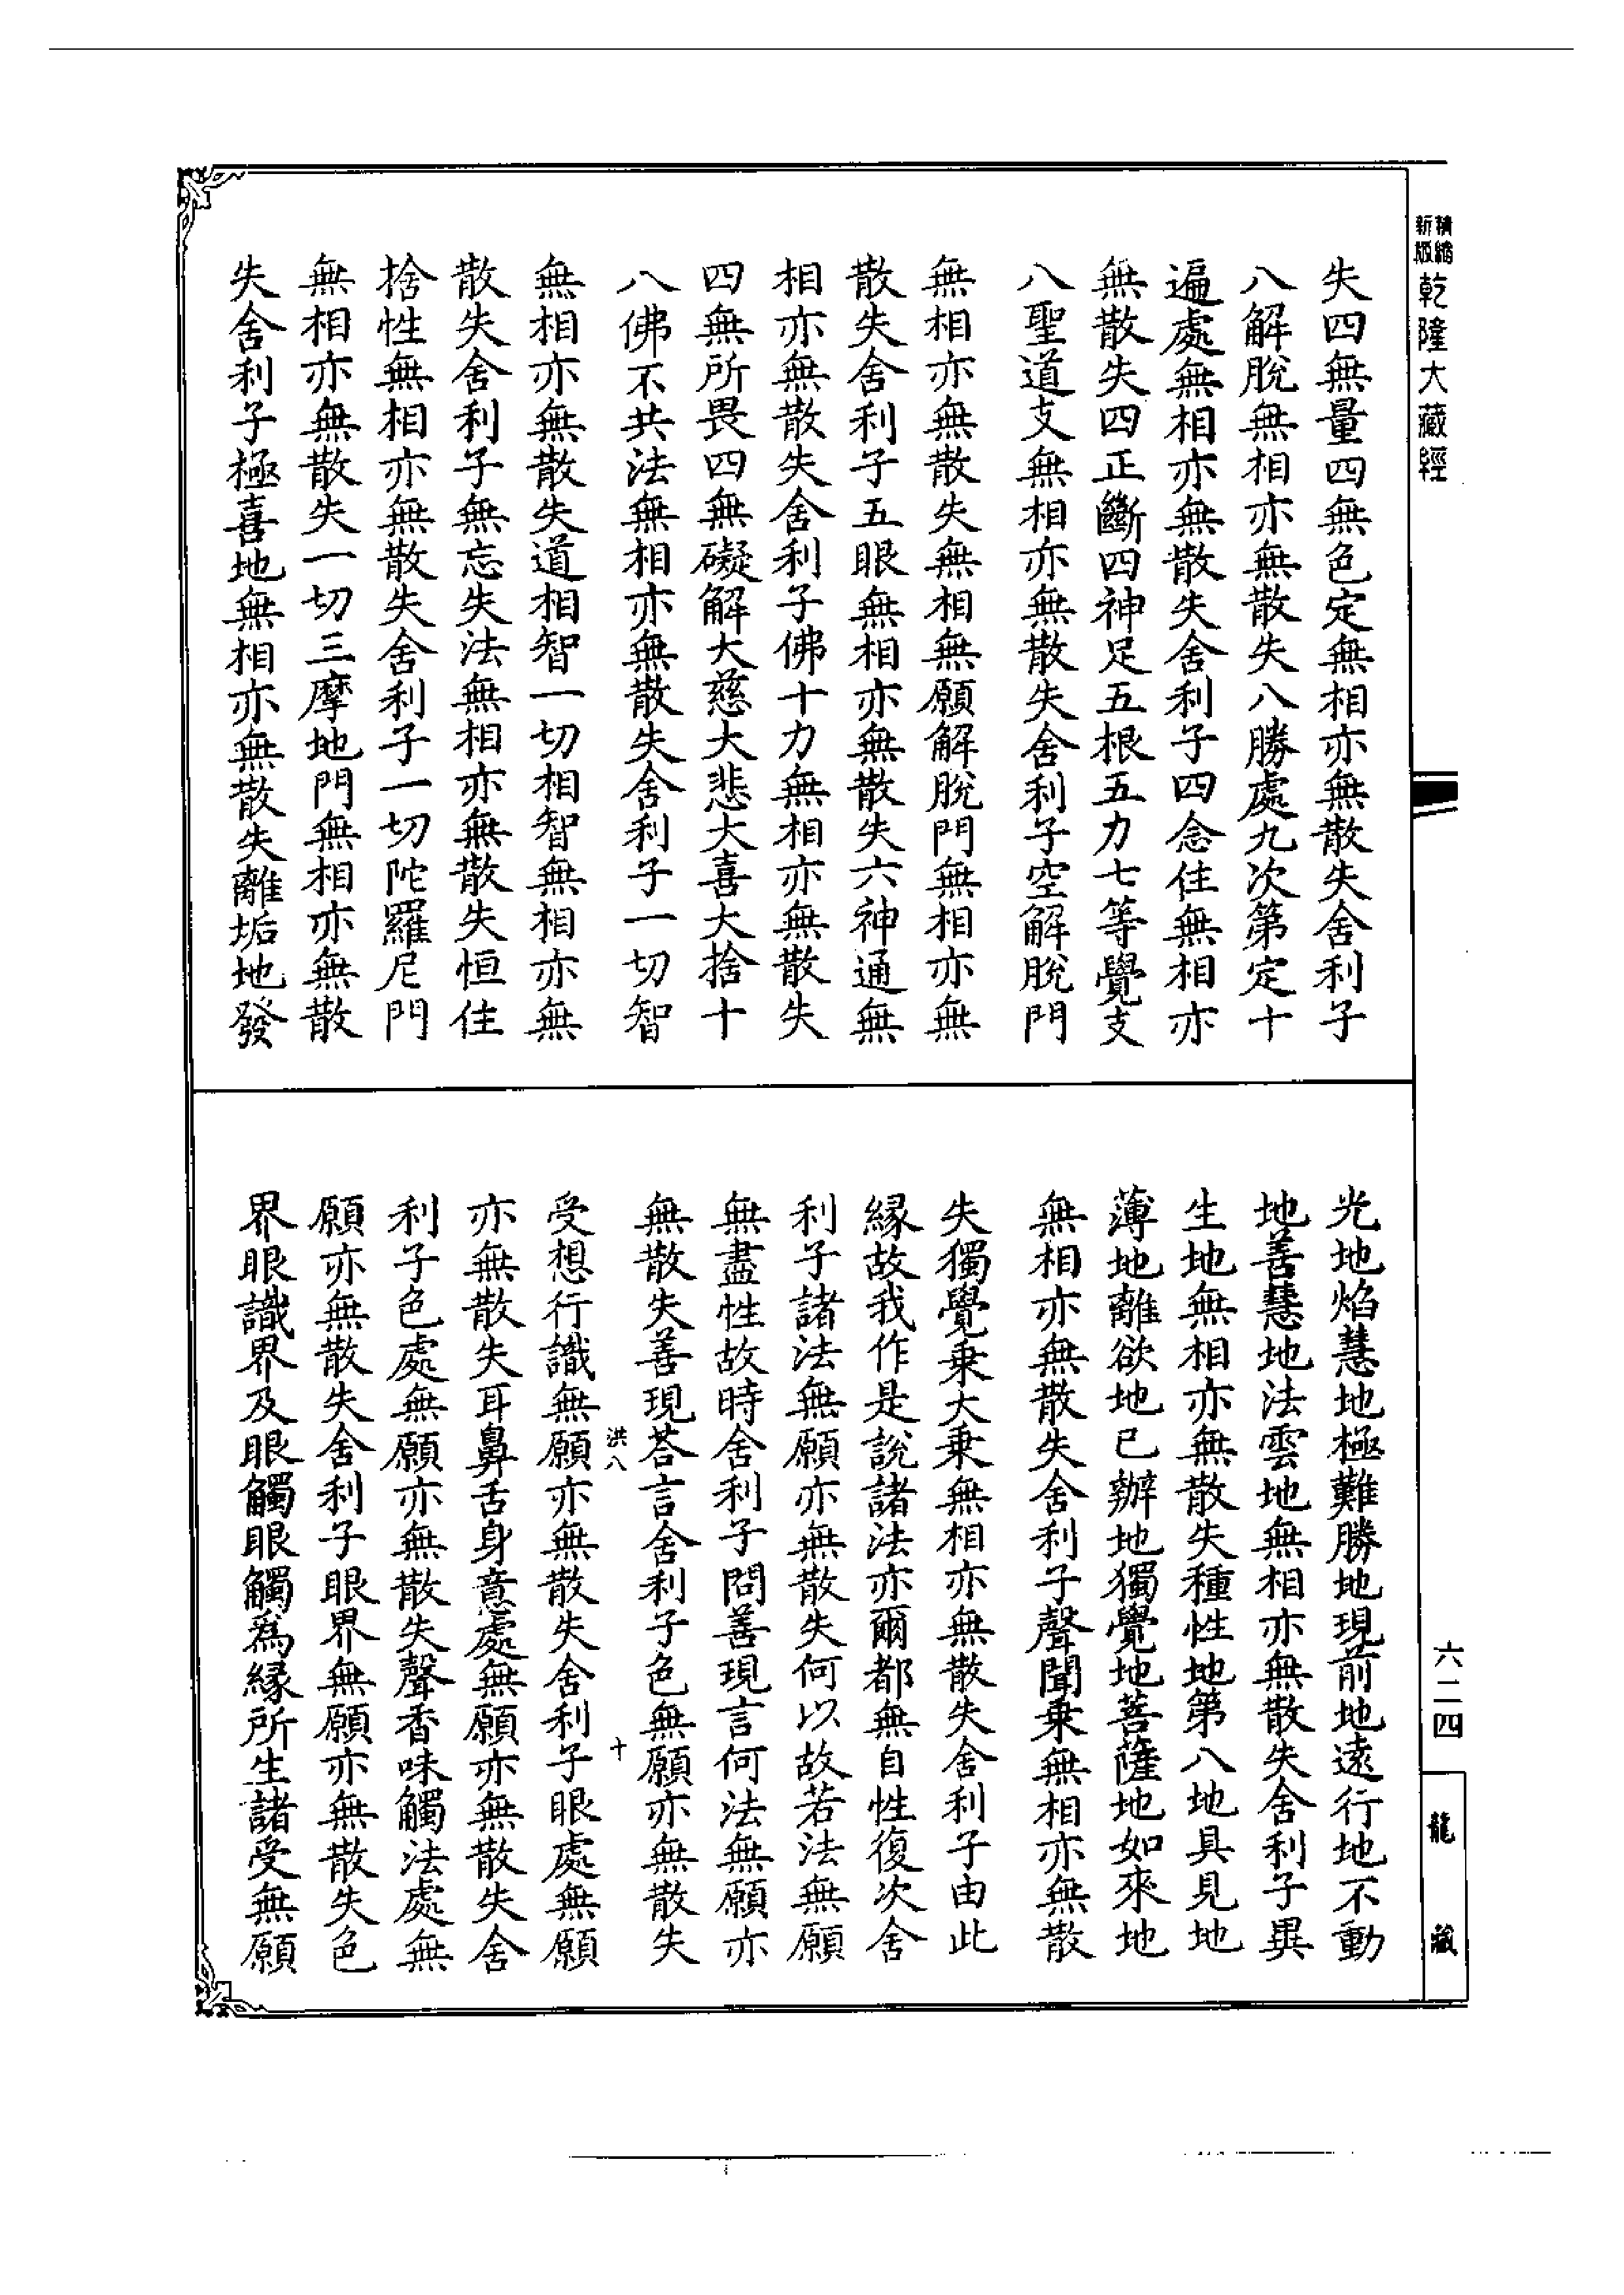 精縮新版乾隆大藏經
失四無量四無色定無相亦無散失舍利子
八解脫無相亦無散失八勝處九次第定十
遍處無相亦無散失舍利子四念住無相亦
無散失四正斷四神足五根五力七等覺支
八聖道支無相亦無散失舍利子空解脫門
無相亦無散失無相無願解脫門無相亦無
散失舍利子五眼無相亦無散失六神通無
相亦無散失舍利子佛十力無相亦無散失
四無所畏四無礙解大慈大悲大喜大捨十
八佛不共法無相亦無散失舍利子一切智
無相亦無散失道相智一切相智無相亦無
散失舍利子無忘失法無相亦無散失恒住
捨性無相亦無散失舍利子一切陀羅尼門
無相亦無散失一切三摩地門無相亦無散
失舍利子極喜地無相亦無散失離垢地發
光地焰慧地極難勝地現前地遠行地不動
地善慧地法雲地無相亦無散失舍利子異
生地無相亦無散失種性地第八地具見地
薄地離欲地已辦地獨覺地菩薩地如來地
無相亦無散失舍利子聲聞乗無相亦無散
失獨覺乗大乗無相亦無散失舍利子由此
緣故我作是說諸法亦爾都無自性復次舍
利子諸法無願亦無散失何以故若法無願
無盡性故時舍利子問善現言何法無願亦
無散失善現荅言舍利子色無願亦無散失
洪八 十
受想行識無願亦無散失舍利子眼處無願
亦無散失耳鼻舌身意處無願亦無散失舍
利子色處無願亦無散失聲香味觸法處無
願亦無散失舍利子眼界無願亦無散失色
界眼識界及眼觸眼觸爲緣所生諸受無願
六二四
龍藏